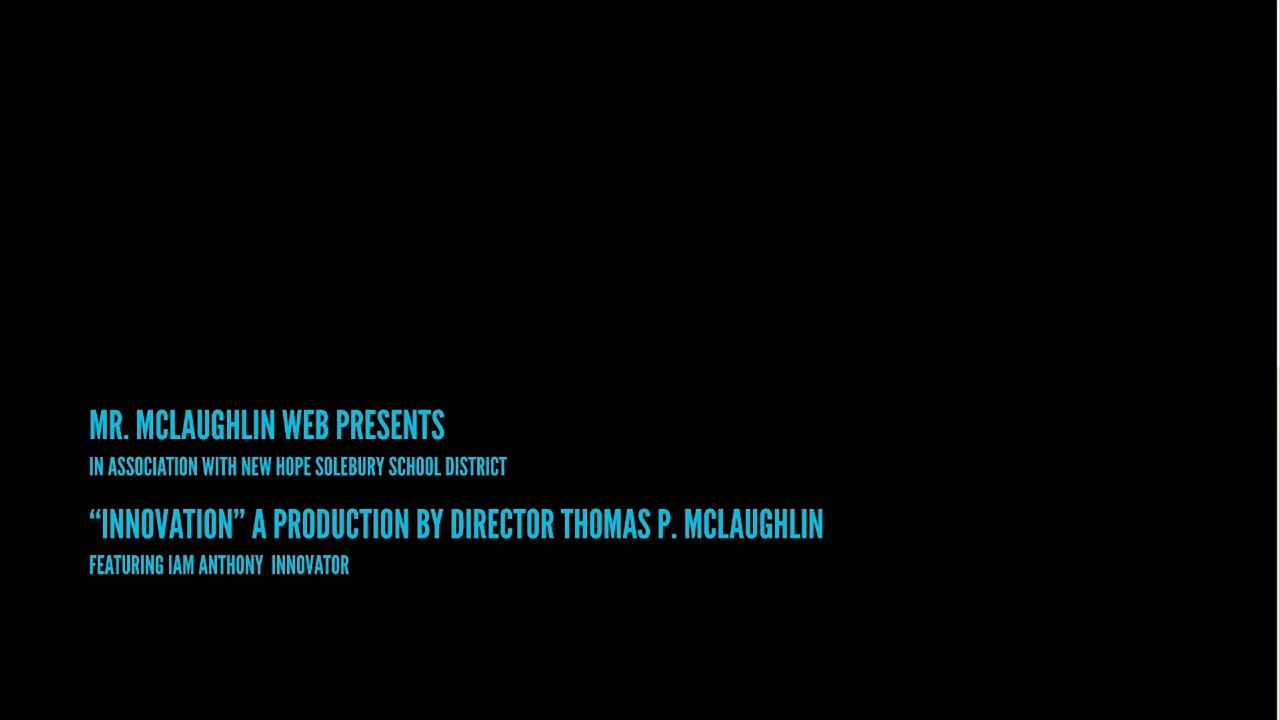 MR. MCLAUGHLIN WEB PRESENTS
IN ASSOCIATION WITH NEW HOPE SOLEBURY SCHOOL DISTRICT
“INNOVATION” A PRODUCTION BY DIRECTOR THOMAS P. MCLAUGHLIN
FEATURING IAM ANTHONY  INNOVATOR